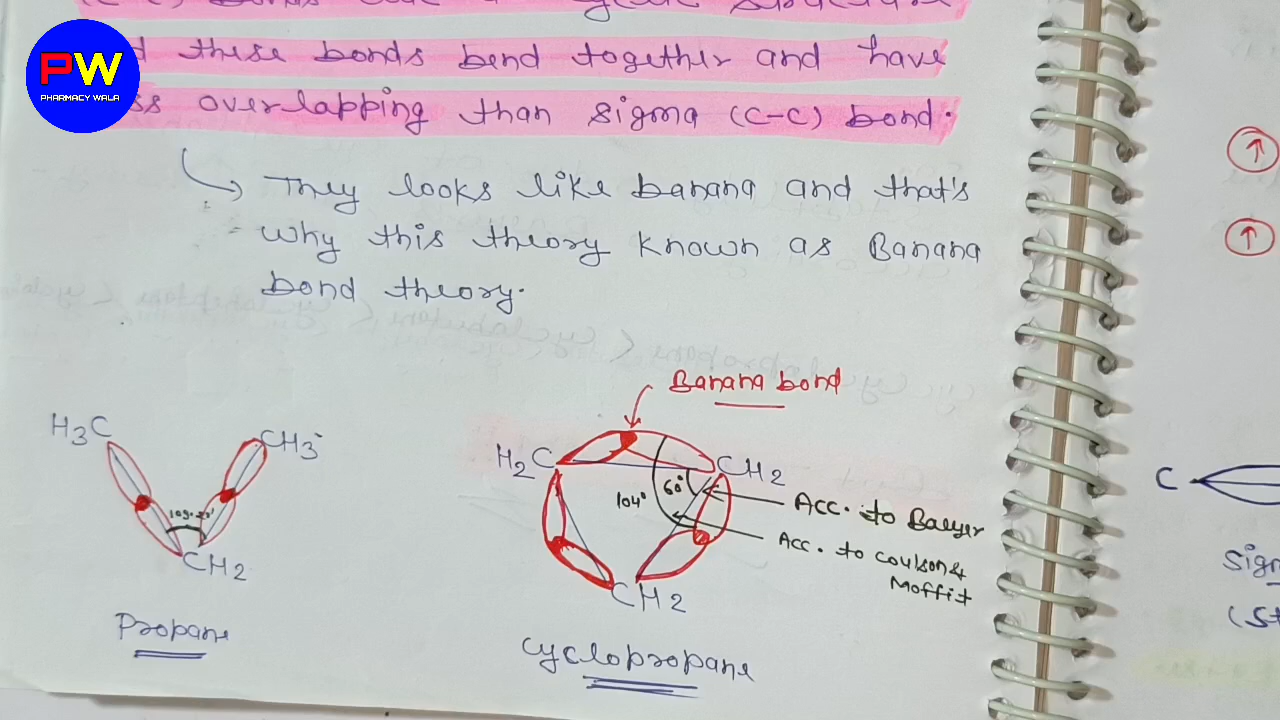 PW
PHARMACY WALA
these bonds bend together and have
overlapping than sigma (C-C) bond.
They looks like banana and that's
why this theory known as Banana
bond theory.
Banana bond
H3C
CH3
CH2
Propane
H2C
CH2
104°
60°
Acc. to Baeyer
Acc. to coulson &
Moffit
CH2
cyclopropane
C